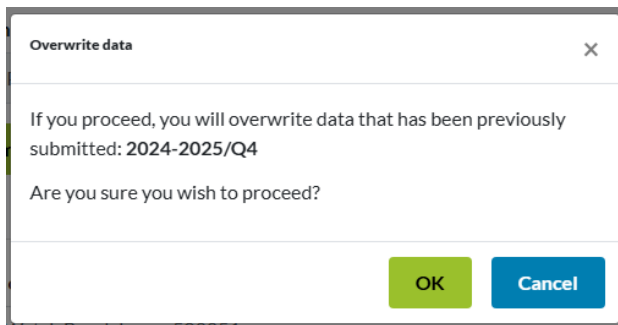 Overwrite data
×
If you proceed, you will overwrite data that has been previously
submitted: 2024-2025/Q4
Are you sure you wish to proceed?
OK Cancel